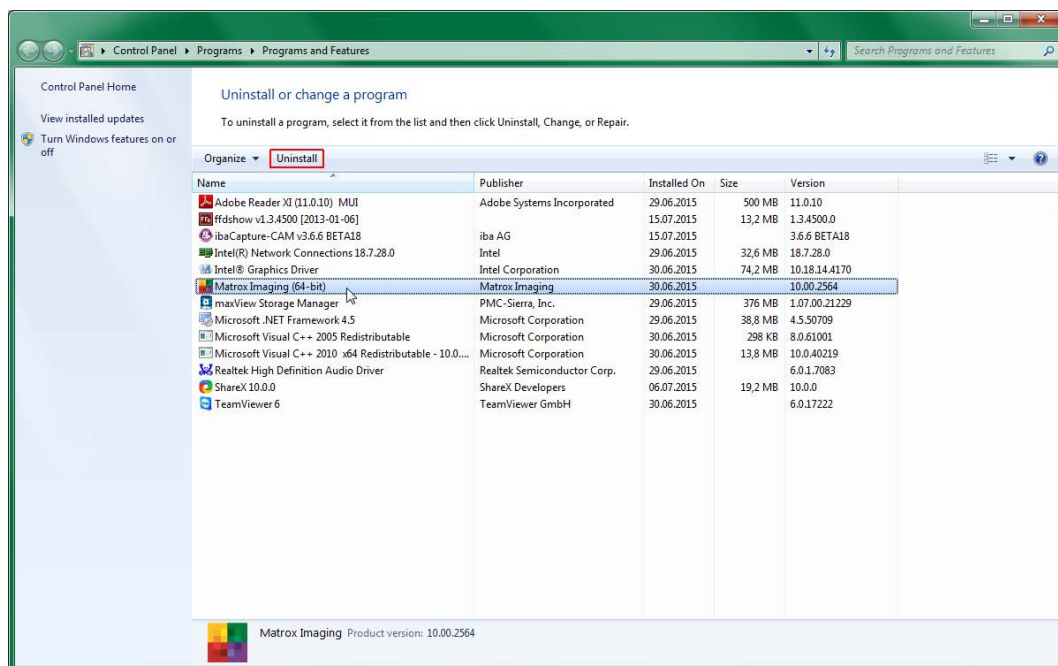 Control Panel ▸ Programs ▸ Programs and Features
Search Programs and Features
Control Panel Home
View installed updates
Turn Windows features on or
off
Uninstall or change a program
To uninstall a program, select it from the list and then click Uninstall, Change, or Repair.
Organize Uninstall
Name Publisher Installed On Size Version
Adobe Reader XI (11.0.10) MUI Adobe Systems Incorporated 29.06.2015 500 MB 11.0.10
ffdshow v1.3.4500 [2013-01-06] 15.07.2015 13,2 MB 1.3.4500.0
ibaCapture-CAM v3.6.6 BETA18 iba AG 15.07.2015 3.6.6 BETA18
Intel(R) Network Connections 18.7.28.0 Intel 29.06.2015 32,6 MB 18.7.28.0
Intel® Graphics Driver Intel Corporation 30.06.2015 74,2 MB 10.18.14.4170
Matrox Imaging (64-bit) Matrox Imaging 30.06.2015 10.00.2564
maxView Storage Manager PMC-Sierra, Inc. 29.06.2015 376 MB 1.07.00.21229
Microsoft .NET Framework 4.5 Microsoft Corporation 29.06.2015 38,8 MB 4.5.50709
Microsoft Visual C++ 2005 Redistributable Microsoft Corporation 30.06.2015 298 KB 8.0.61001
Microsoft Visual C++ 2010 x64 Redistributable - 10.0.... Microsoft Corporation 30.06.2015 13,8 MB 10.0.40219
Realtek High Definition Audio Driver Realtek Semiconductor Corp. 29.06.2015 6.0.1.7083
ShareX 10.0.0 ShareX Developers 06.07.2015 19,2 MB 10.0.0
TeamViewer 6 TeamViewer GmbH 30.06.2015 6.0.17222
Matrox Imaging Product version: 10.00.2564